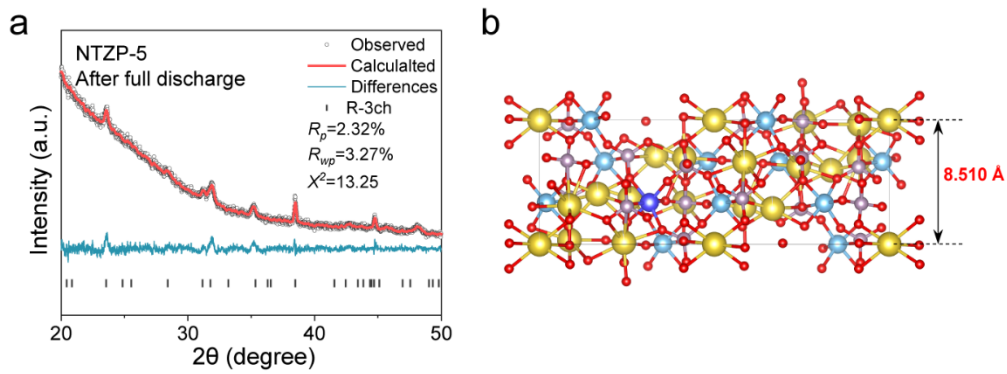 a
NTZP-5
After full discharge
Observed
Calculalted
Differences
R-3ch
Rp=2.32%
Rwp=3.27%
X²=13.25
Intensity (a.u.)
20
30
40
50
2θ (degree)
b
8.510 Å